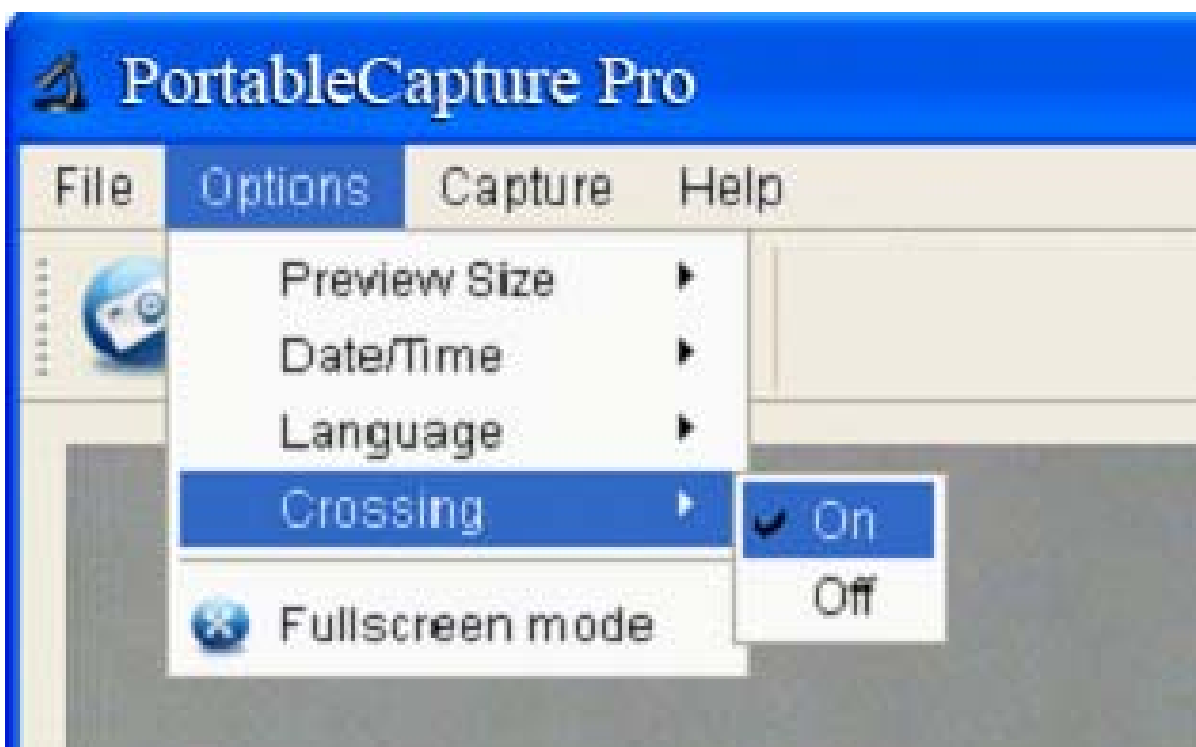 PortableCapture Pro
File Options Capture Help
Preview Size
Date/Time
Language
Crossing
On
Off
Fullscreen mode